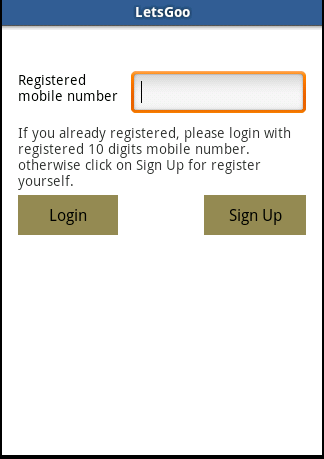 LetsGoo
Registered
mobile number
If you already registered, please login with
registered 10 digits mobile number.
otherwise click on Sign Up for register
yourself.
Login
Sign Up